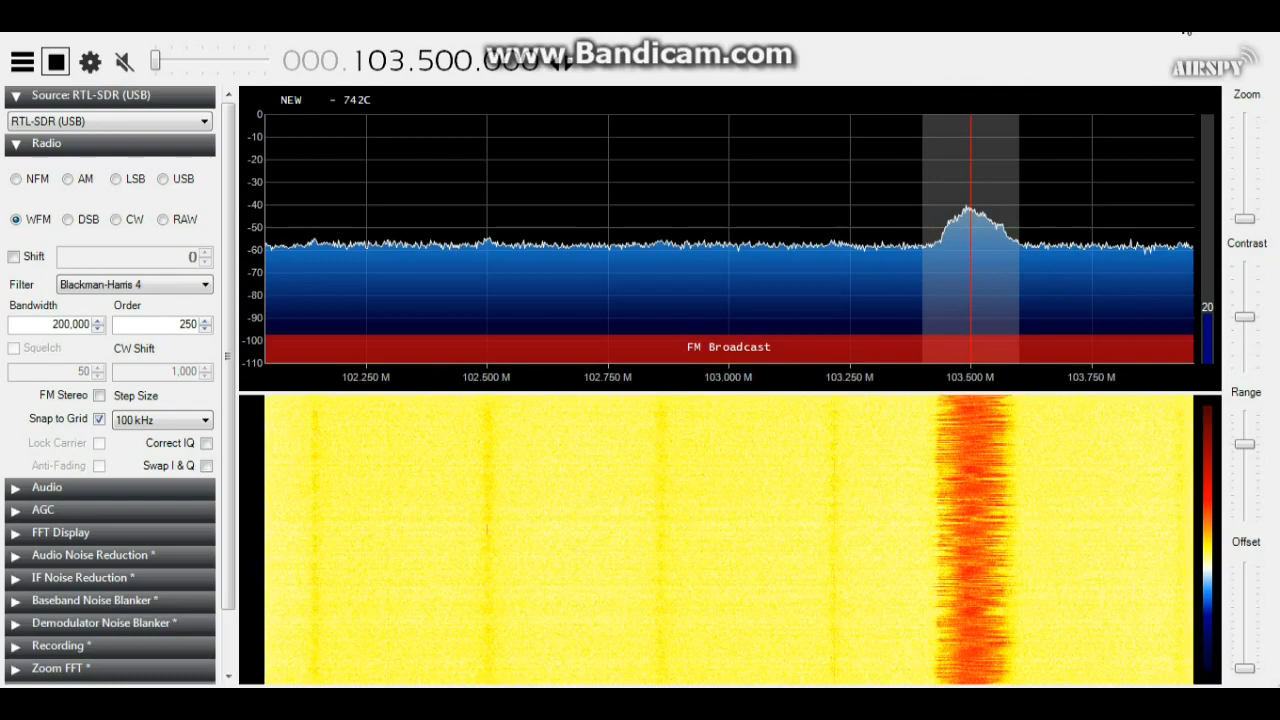 www.Bandicam.com
000.103.500.000
AIRSPY
Source: RTL-SDR (USB)
RTL-SDR (USB)
Radio
NFM AM LSB USB
WFM DSB CW RAW
Shift 0
Filter Blackman-Harris 4
Bandwidth Order
200,000 250
Squelch CW Shift
50 1,000
FM Stereo Step Size
Snap to Grid 100 kHz
Lock Carrier Correct IQ
Anti-Fading Swap I & Q
Audio
AGC
FFT Display
Audio Noise Reduction *
IF Noise Reduction *
Baseband Noise Blanker *
Demodulator Noise Blanker *
Recording *
Zoom FFT *
NEW - 742C
0
-10
-20
-30
-40
-50
-60
-70
-80
-90
-100
-110
FM Broadcast
102.250 M 102.500 M 102.750 M 103.000 M 103.250 M 103.500 M 103.750 M
20
Zoom
Contrast
Range
Offset